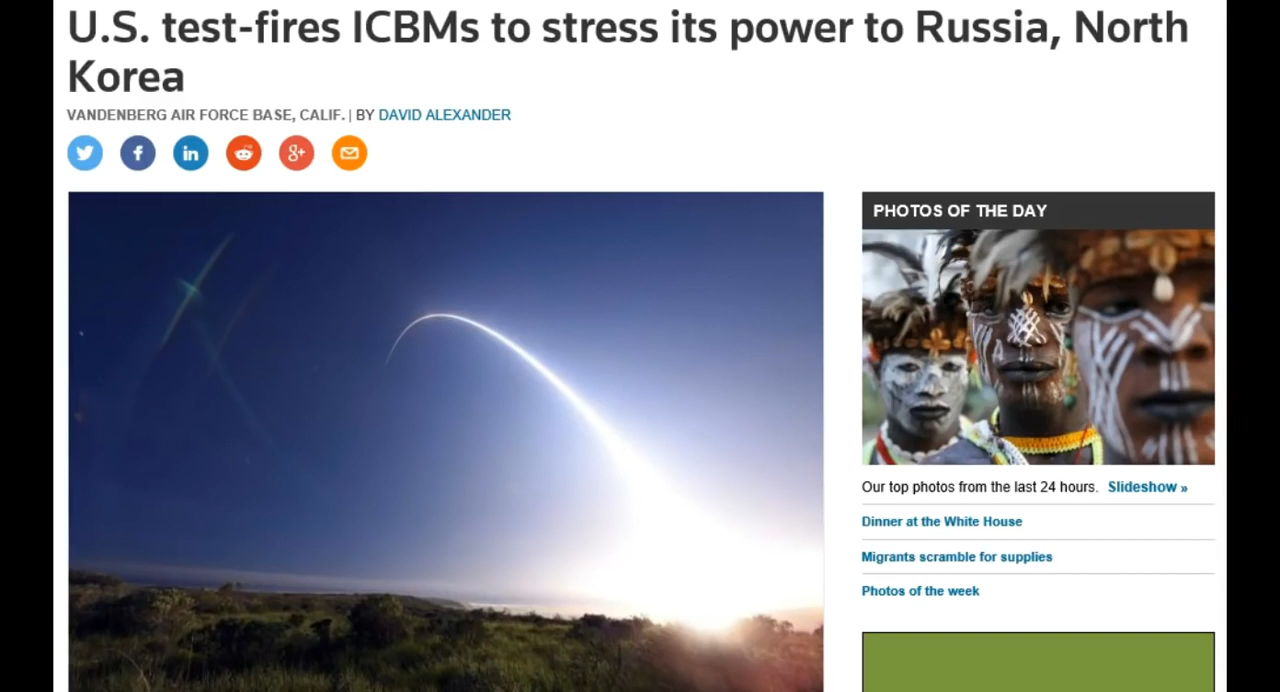 U.S. test-fires ICBMs to stress its power to Russia, North
Korea
VANDENBERG AIR FORCE BASE, CALIF. | BY DAVID ALEXANDER
f
in
g+
PHOTOS OF THE DAY
Our top photos from the last 24 hours. Slideshow »
Dinner at the White House
Migrants scramble for supplies
Photos of the week